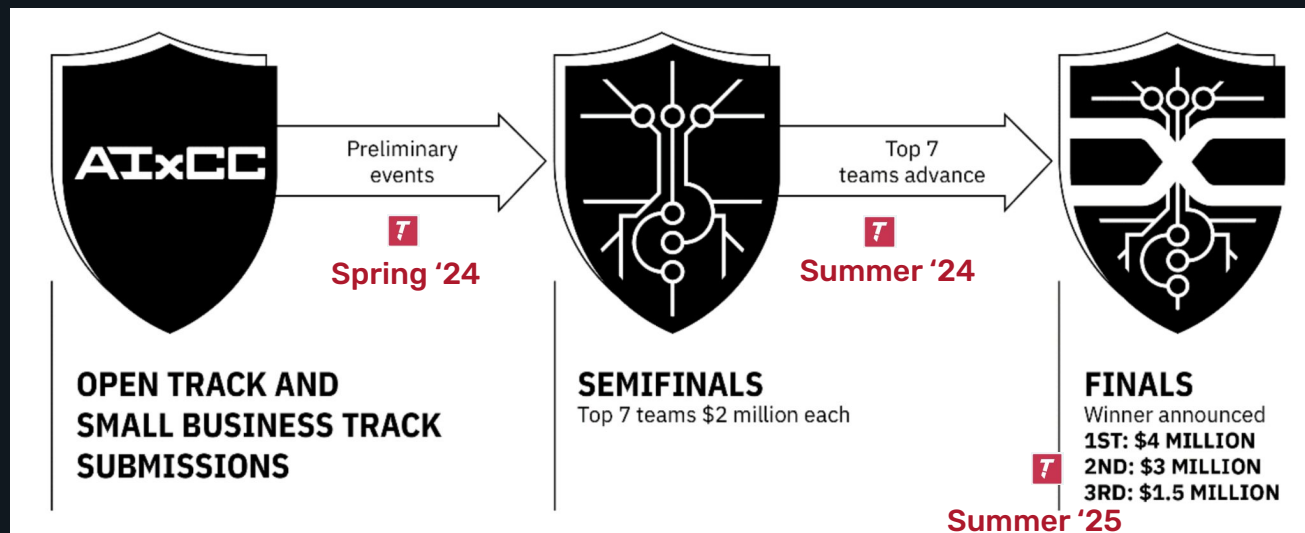 AIxCC
Preliminary
events
T
Spring ‘24
Top 7
teams advance
T
Summer ‘24
OPEN TRACK AND
SMALL BUSINESS TRACK
SUBMISSIONS
SEMIFINALS
Top 7 teams $2 million each
FINALS
Winner announced
1ST: $4 MILLION
2ND: $3 MILLION
3RD: $1.5 MILLION
T
Summer ‘25